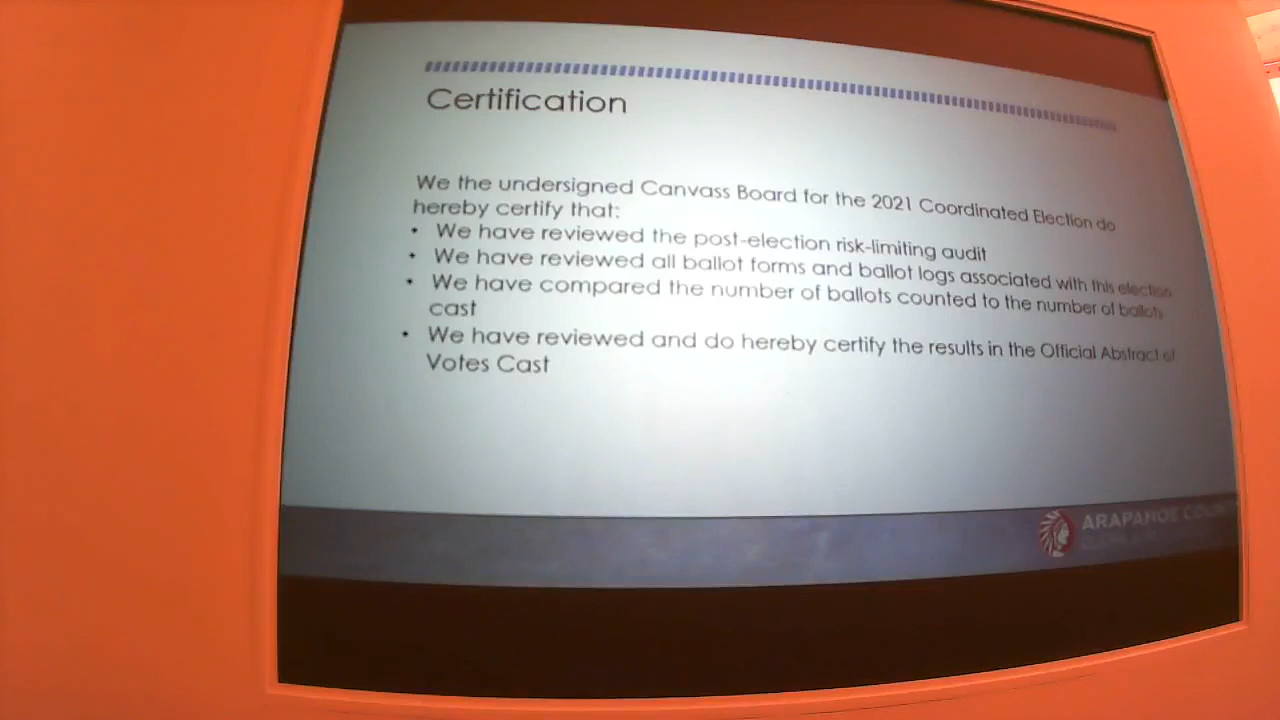 Certification
We the undersigned Canvass Board for the 2021 Coordinated Election do
hereby certify that:
• We have reviewed the post-election risk-limiting audit
• We have reviewed all ballot forms and ballot logs associated with this election
• We have compared the number of ballots counted to the number of ballots
cast
• We have reviewed and do hereby certify the results in the Official Abstract of
Votes Cast
ARAPAHOE